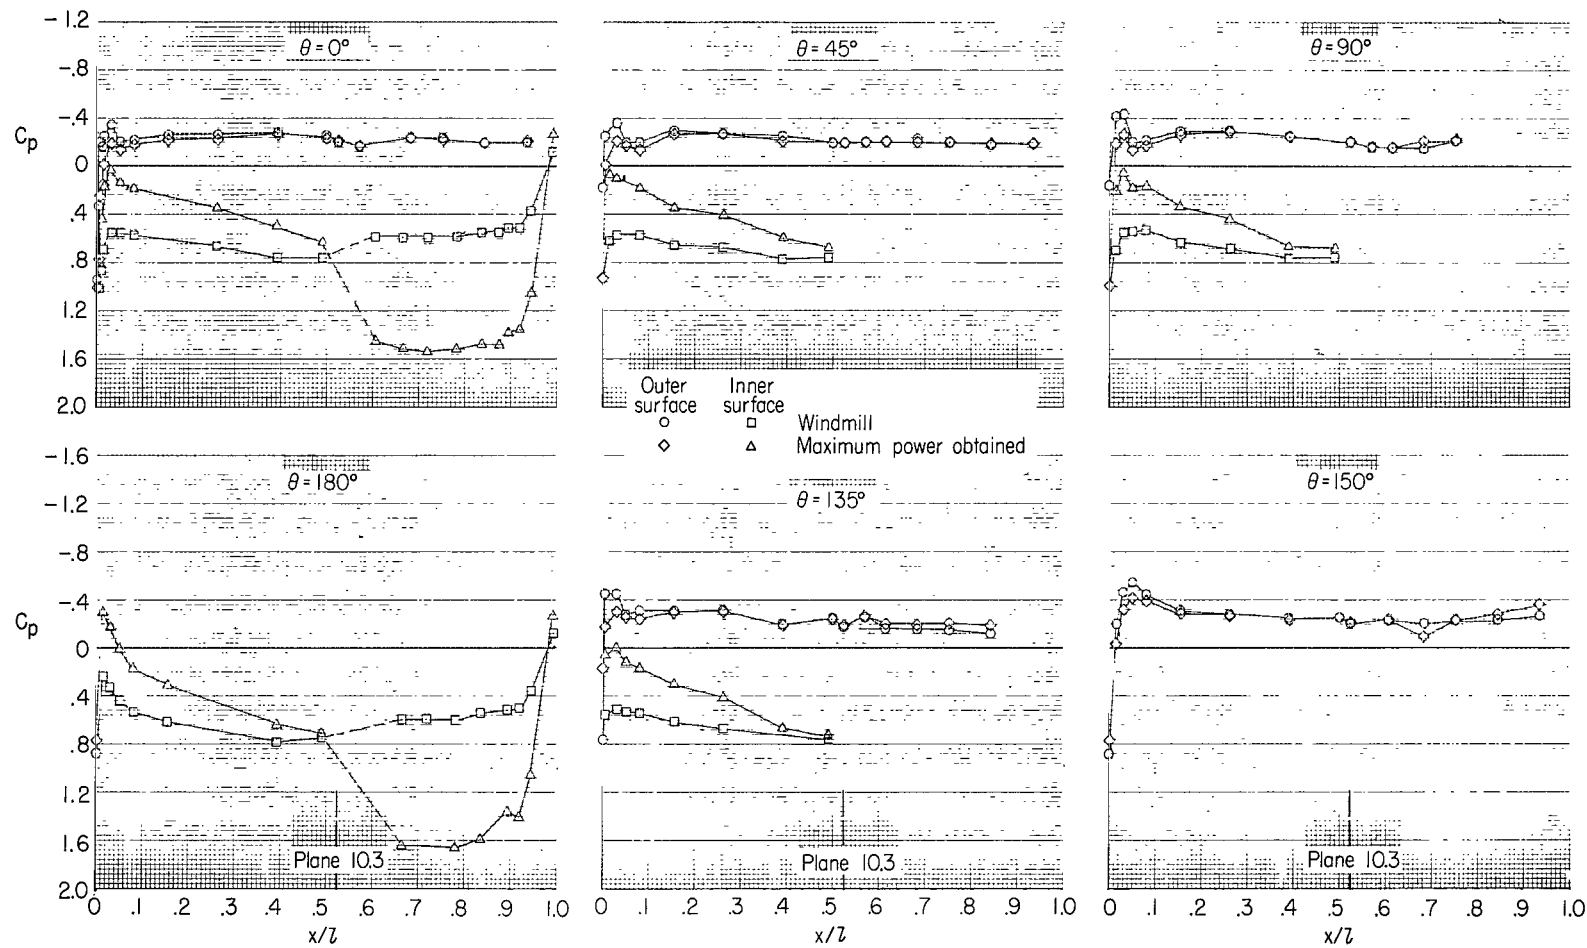 −1.2
−.8
−.4
Cp
0
.4
.8
1.2
1.6
2.0
θ = 0°
θ = 45°
θ = 90°
Outer surface
Inner surface
Windmill
Maximum power obtained
−1.6
−1.2
−.8
−.4
Cp
0
.4
.8
1.2
1.6
2.0
θ = 180°
θ = 135°
θ = 150°
Plane 10.3
Plane 10.3
Plane 10.3
0 .1 .2 .3 .4 .5 .6 .7 .8 .9 1.0
0 .1 .2 .3 .4 .5 .6 .7 .8 .9 1.0
0 .1 .2 .3 .4 .5 .6 .7 .8 .9 1.0
x/l
x/l
x/l